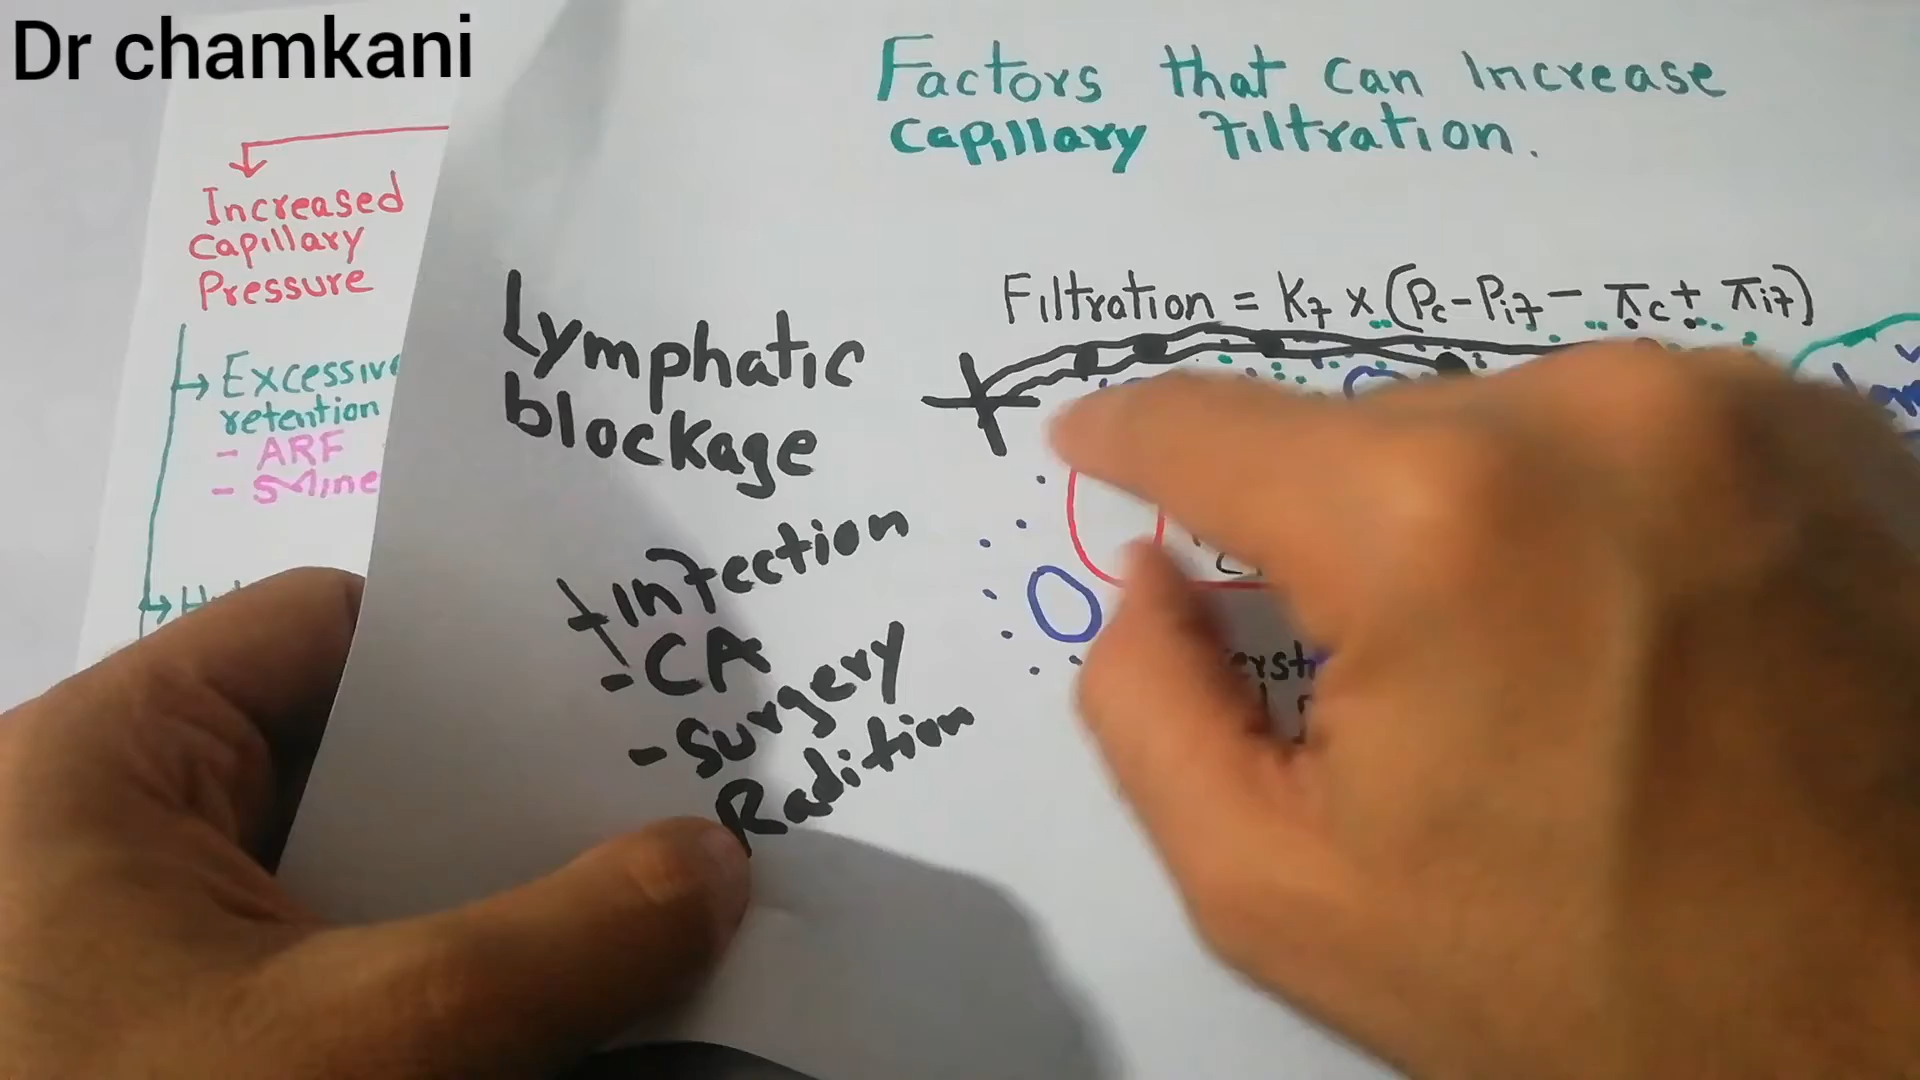 Dr chamkani
Factors that can Increase
Capillary Filtration.
Increased
Capillary
Pressure
Filtration = Kf x (Pc - Pif - πc + πif)
Lymphatic
blockage
Excessive
retention
- ARF
Infection
- CA
- Surgery
Radition